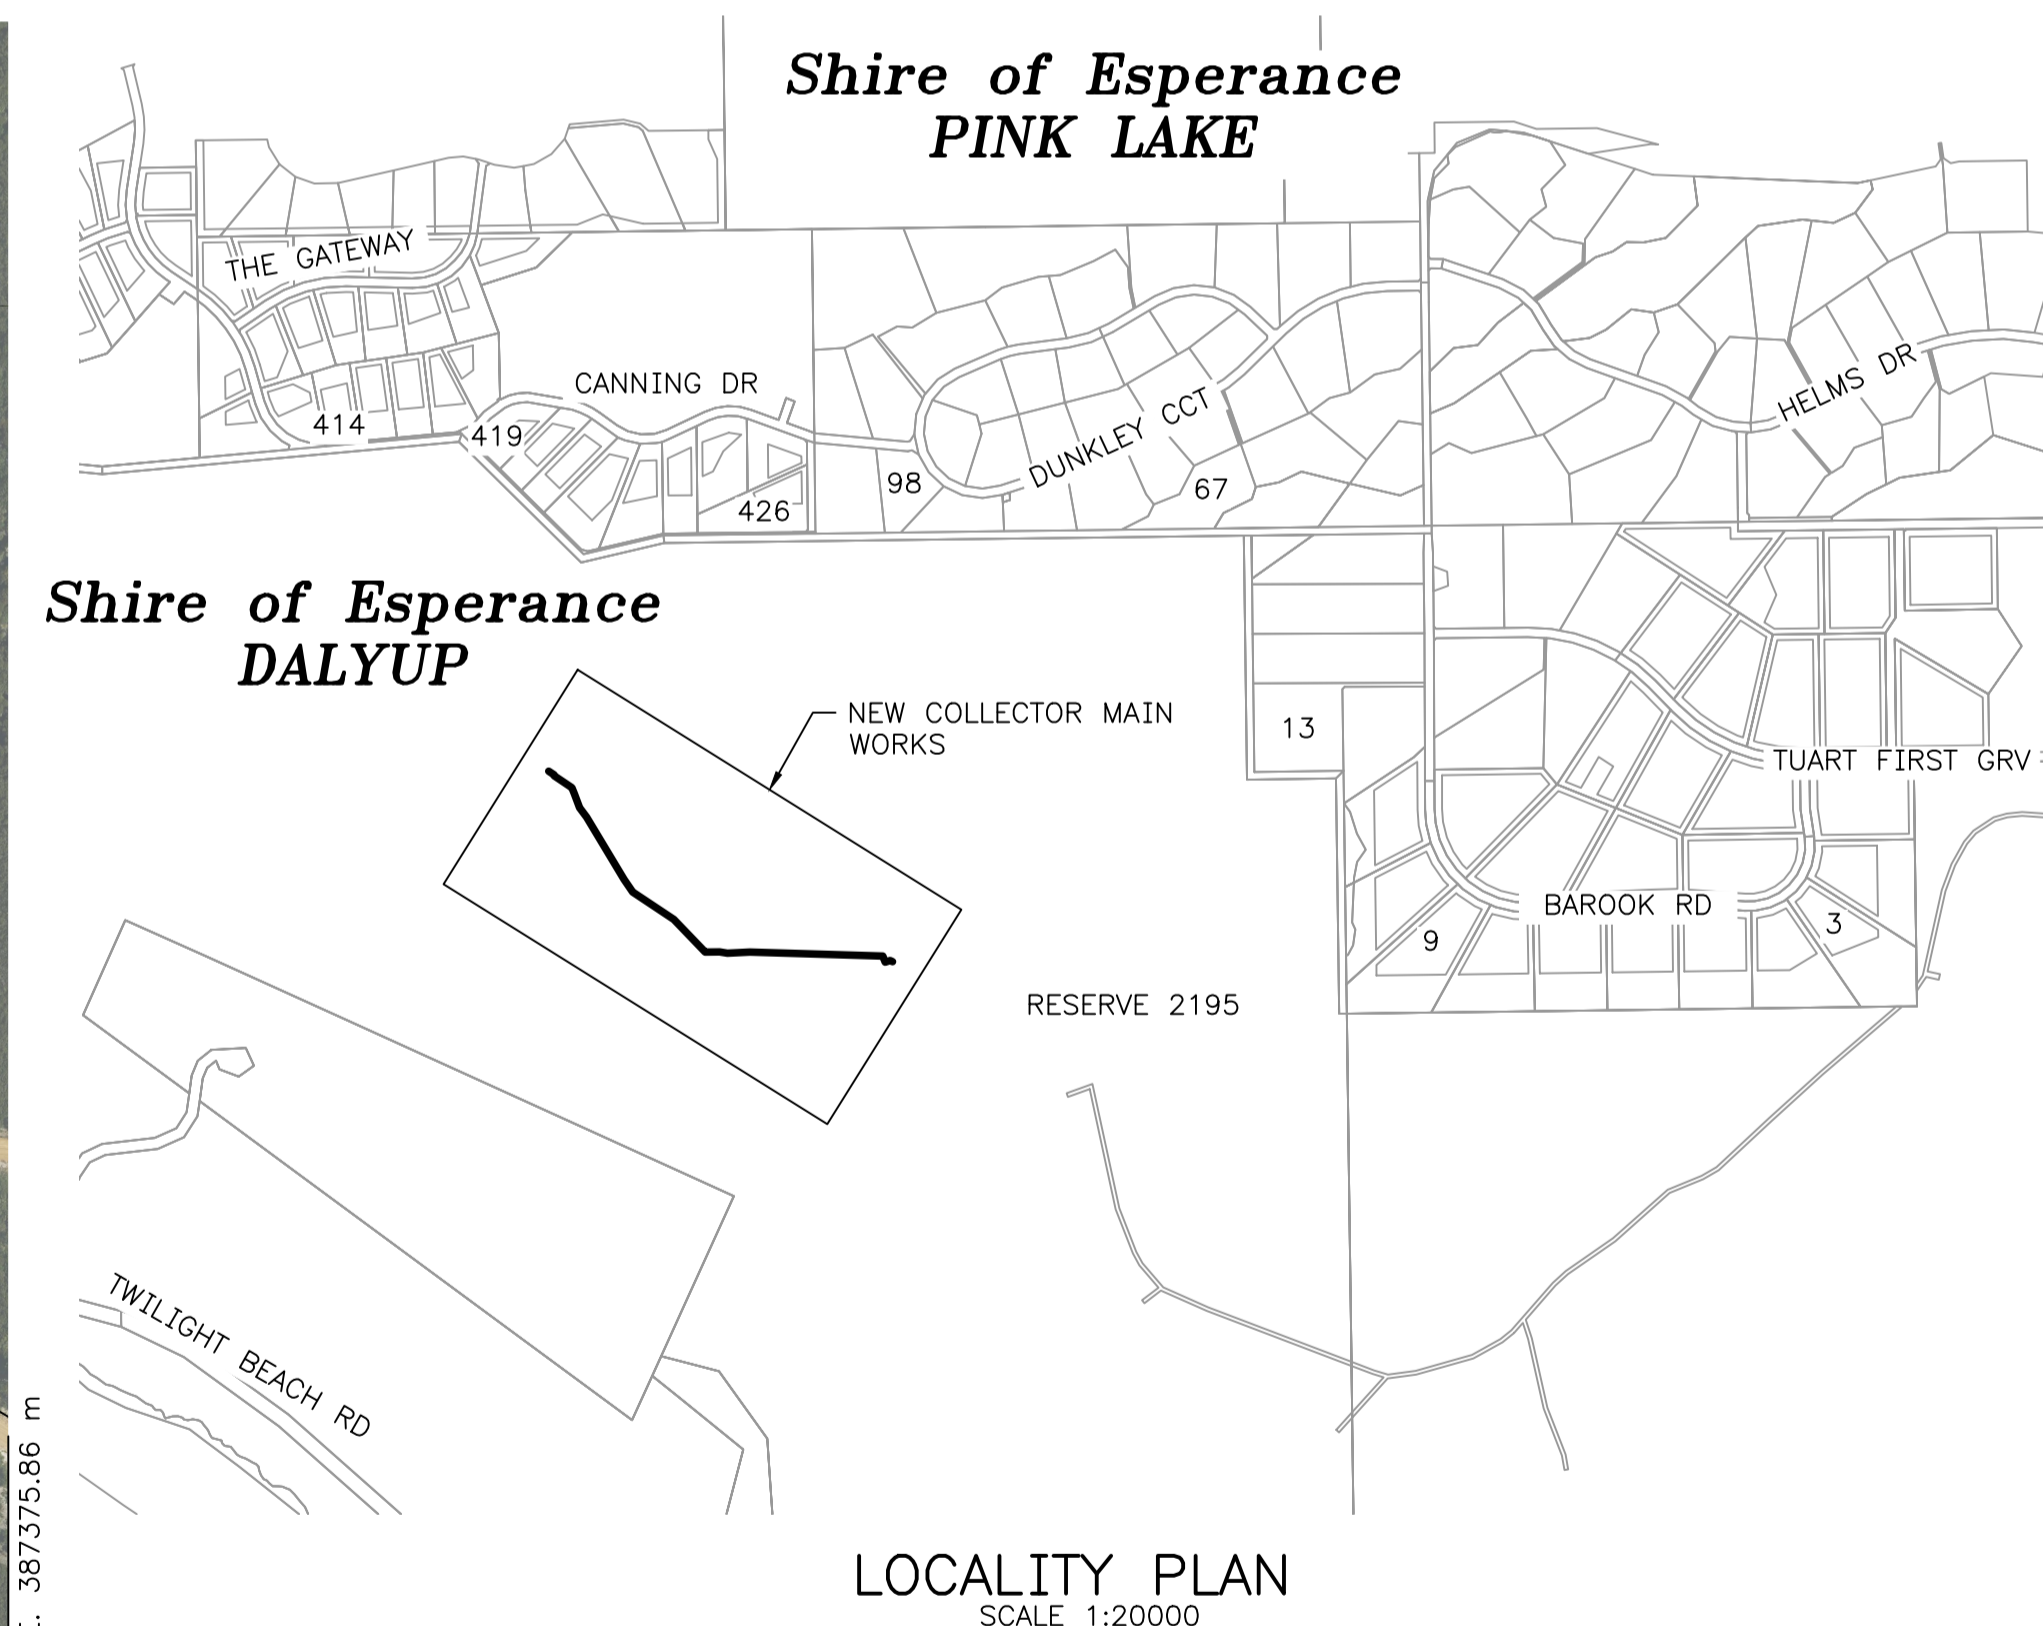 Shire of Esperance
PINK LAKE
THE GATEWAY
CANNING DR
HELMS DR
DUNKLEY CCT
414
419
98
67
426
Shire of Esperance
DALYUP
NEW COLLECTOR MAIN
WORKS
13
TUART FIRST GRV
BAROOK RD
3
9
RESERVE 2195
TWILIGHT BEACH RD
387375.86 m
LOCALITY PLAN
SCALE 1:20000